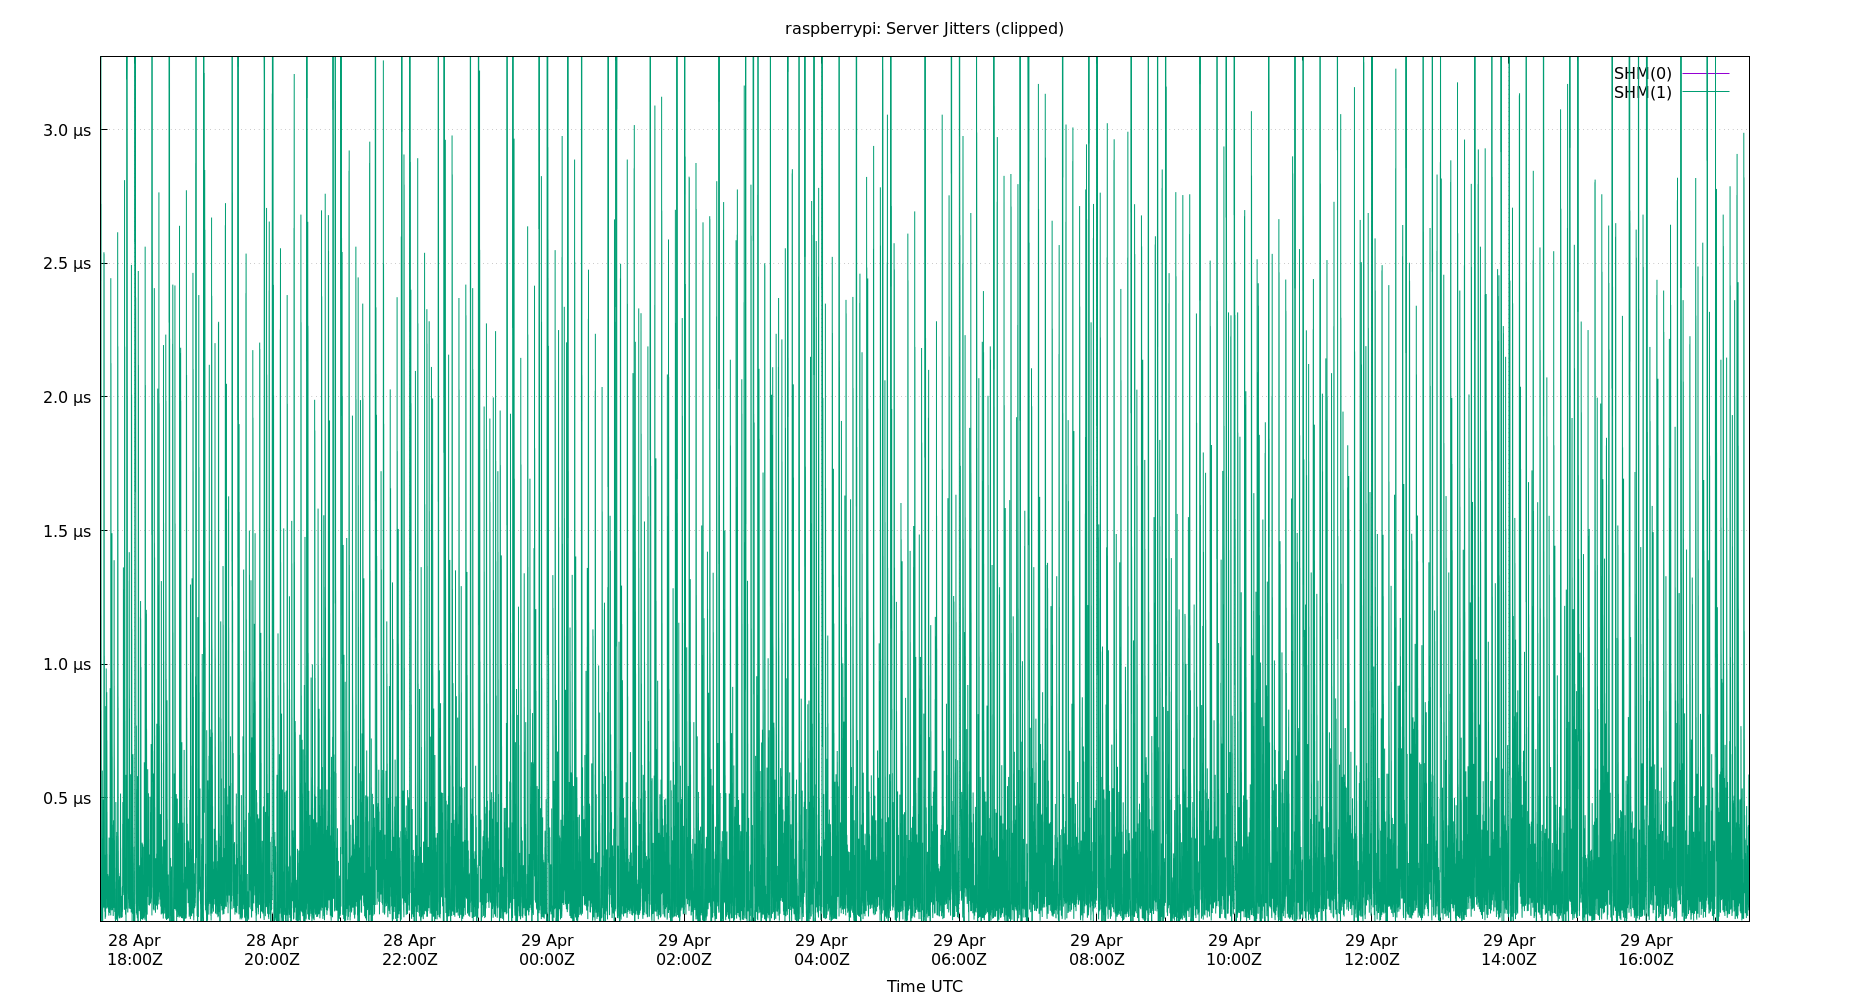 raspberrypi: Server Jitters (clipped)
SHM(0)
SHM(1)
3.0 µs
2.5 µs
2.0 µs
1.5 µs
1.0 µs
0.5 µs
28 Apr 28 Apr 28 Apr 29 Apr 29 Apr 29 Apr 29 Apr 29 Apr 29 Apr 29 Apr 29 Apr 29 Apr
18:00Z 20:00Z 22:00Z 00:00Z 02:00Z 04:00Z 06:00Z 08:00Z 10:00Z 12:00Z 14:00Z 16:00Z
Time UTC